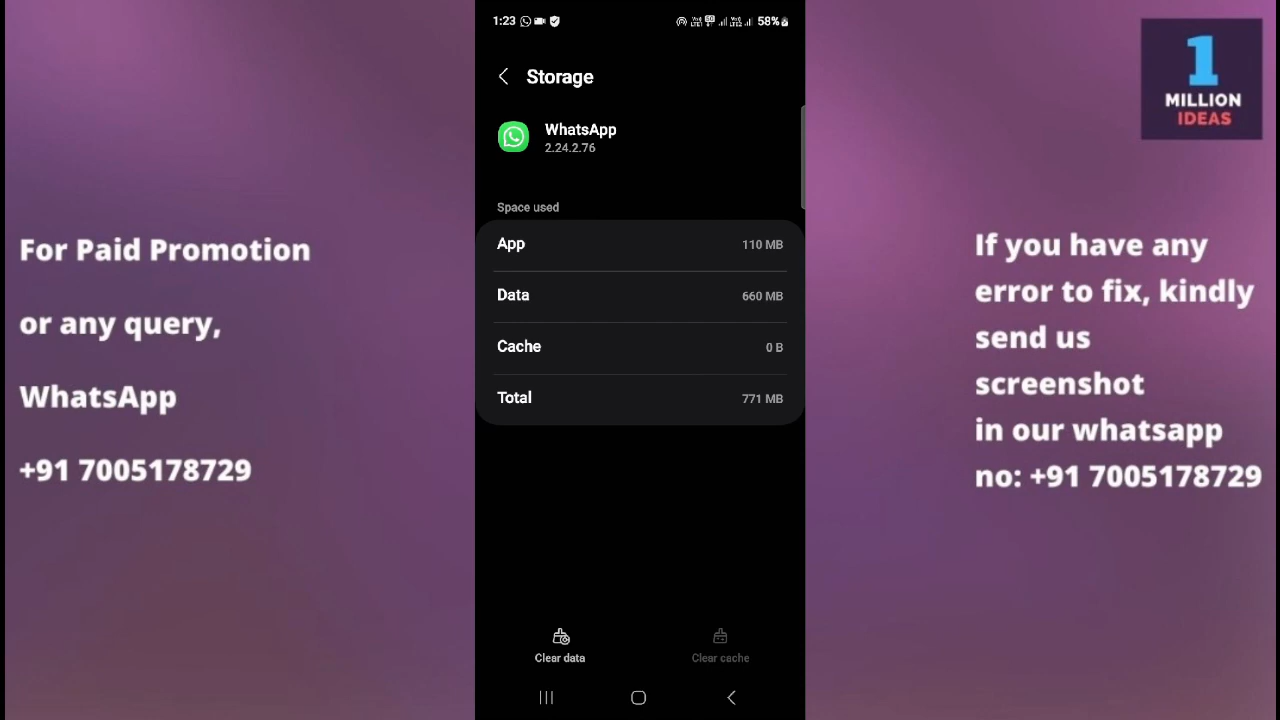 1:23
58%
Storage
WhatsApp
2.24.2.76
Space used
App 110 MB
Data 660 MB
Cache 0 B
Total 771 MB
Clear data
Clear cache
For Paid Promotion
or any query,
WhatsApp
+91 7005178729
1
MILLION
IDEAS
If you have any
error to fix, kindly
send us
screenshot
in our whatsapp
no: +91 7005178729